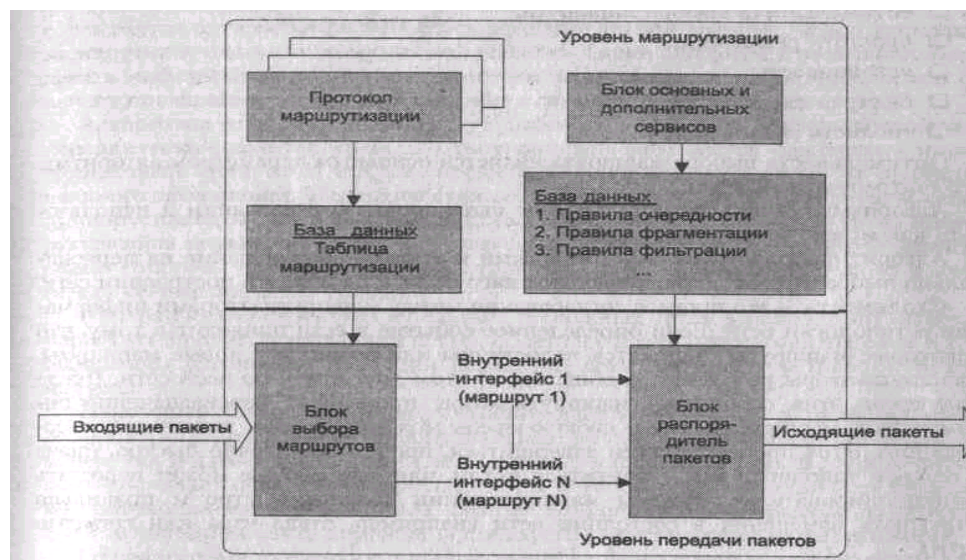 Уровень маршрутизации
Протокол
маршрутизации
Блок основных и
дополнительных
сервисов
База данных
Таблица
маршрутизации
База данных
1. Правила очередности
2. Правила фрагментации
3. Правила фильтрации
...
Входящие пакеты
Блок
выбора
маршрутов
Внутренний
интерфейс 1
(маршрут 1)
Внутренний
интерфейс N
(маршрут N)
Блок
распоря-
дитель
пакетов
Исходящие пакеты
Уровень передачи пакетов